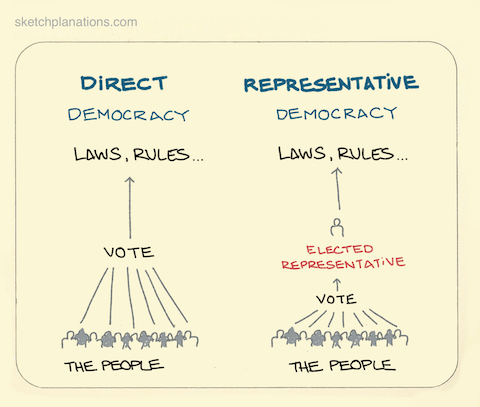 sketchplanations.com
DIRECT
DEMOCRACY
LAWS, RULES...
VOTE
THE PEOPLE
REPRESENTATIVE
DEMOCRACY
LAWS, RULES...
ELECTED
REPRESENTATIVE
VOTE
THE PEOPLE